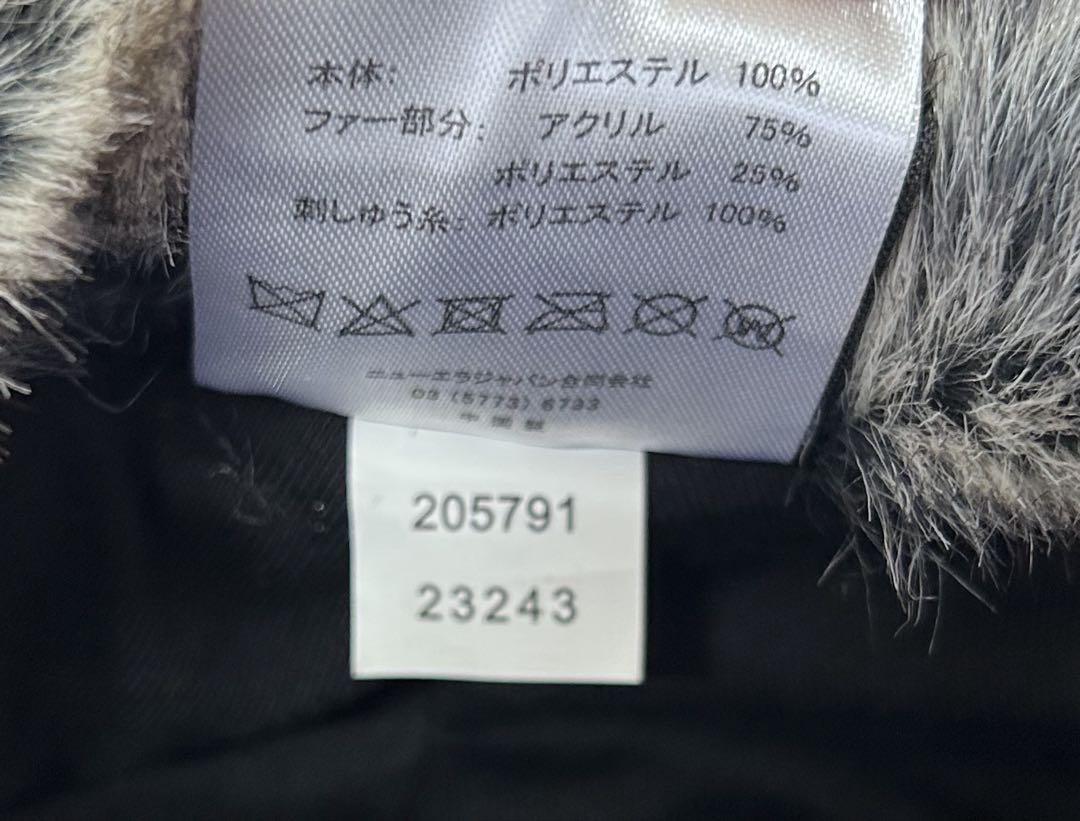 本体: ポリエステル 100%
ファー部分: アクリル 75%
ポリエステル 25%
刺しゅう糸: ポリエステル 100%
ニューエラジャパン合同会社
03 (5773) 6733
中国製
205791
23243